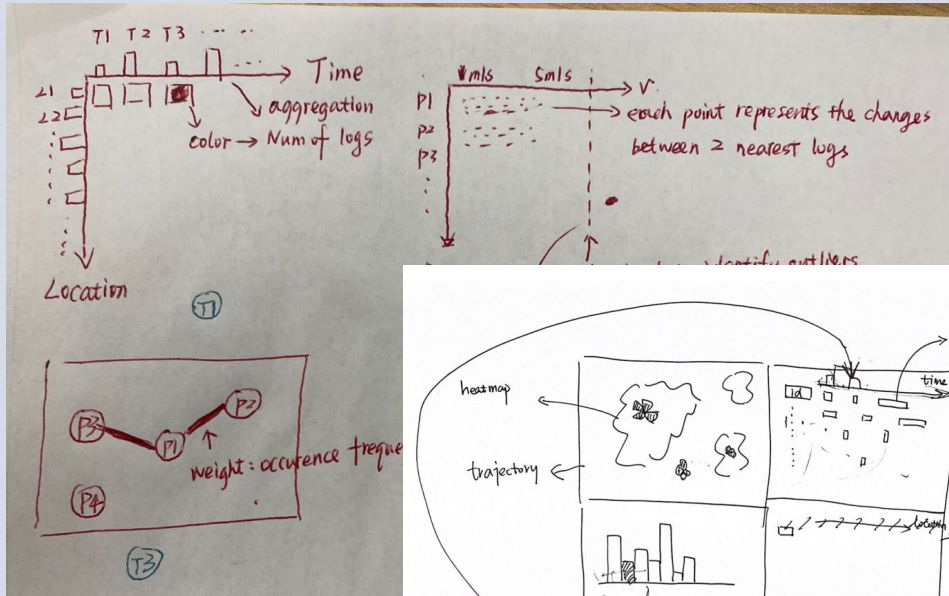 T1 T2 T3 ... ...
Time
L1
L2
aggregation
color → Num of logs
Location
T1
1m/s 5m/s
V
P1
P2
P3
each point represents the changes
between 2 nearest logs
identify outliers
P3
P2
P1
P4
weight: occurence freque
T3
heatmap
trajectory
id
time
location